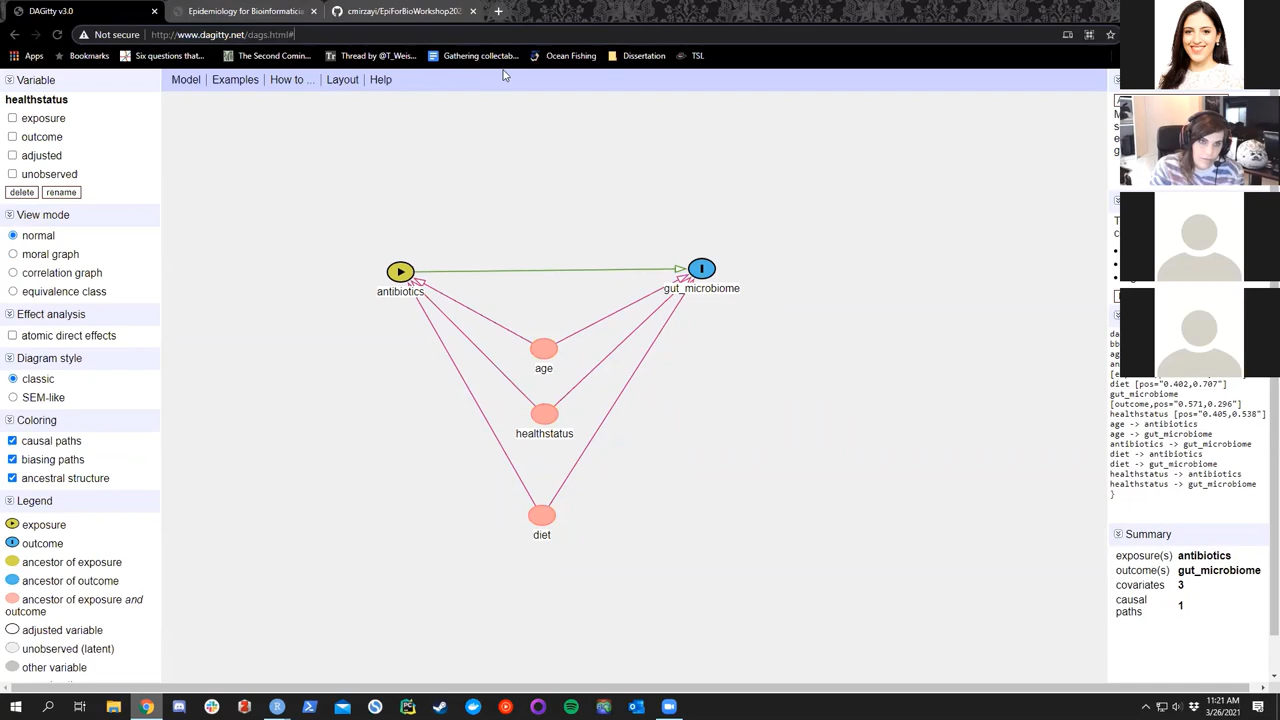 DAGitty v3.0
Epidemiology for Bioinformatician
cmirzayi/EpiForBioWorkshop202
Not secure
http://www.dagitty.net/dags.html#
Apps
Bookmarks
Six questions that...
The Second Comin...
Thread by @T_Weis...
Gathering collectab...
Ocean Fishing
Dissertation
TSL
Variable
Model | Examples | How to ... | Layout | Help
healthstatus
exposure
outcome
adjusted
unobserved
delete
rename
View mode
normal
moral graph
correlation graph
equivalence class
Effect analysis
atomic direct effects
Diagram style
classic
SEM-like
Coloring
causal paths
biasing paths
ancestral structure
Legend
exposure
outcome
ancestor of exposure
ancestor of outcome
ancestor of exposure and
outcome
adjusted variable
unobserved (latent)
other variable
antibiotics
gut_microbiome
age
healthstatus
diet
diet [pos="0.402,0.707"]
gut_microbiome
[outcome,pos="0.571,0.296"]
healthstatus [pos="0.405,0.538"]
age -> antibiotics
age -> gut_microbiome
antibiotics -> gut_microbiome
diet -> antibiotics
diet -> gut_microbiome
healthstatus -> antibiotics
healthstatus -> gut_microbiome
}
Summary
exposure(s) antibiotics
outcome(s) gut_microbiome
covariates 3
causal
paths 1
11:21 AM
3/26/2021